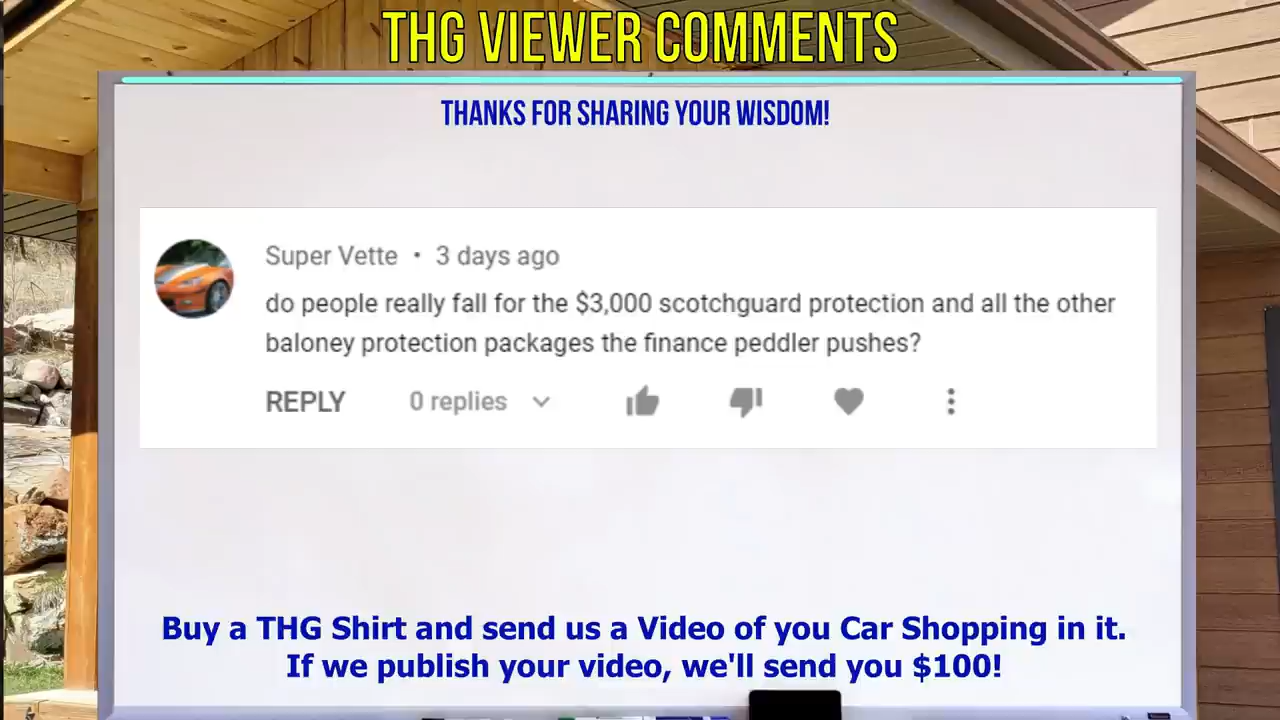 THG VIEWER COMMENTS
THANKS FOR SHARING YOUR WISDOM!
Super Vette • 3 days ago
do people really fall for the $3,000 scotchguard protection and all the other
baloney protection packages the finance peddler pushes?
REPLY 0 replies
Buy a THG Shirt and send us a Video of you Car Shopping in it.
If we publish your video, we'll send you $100!